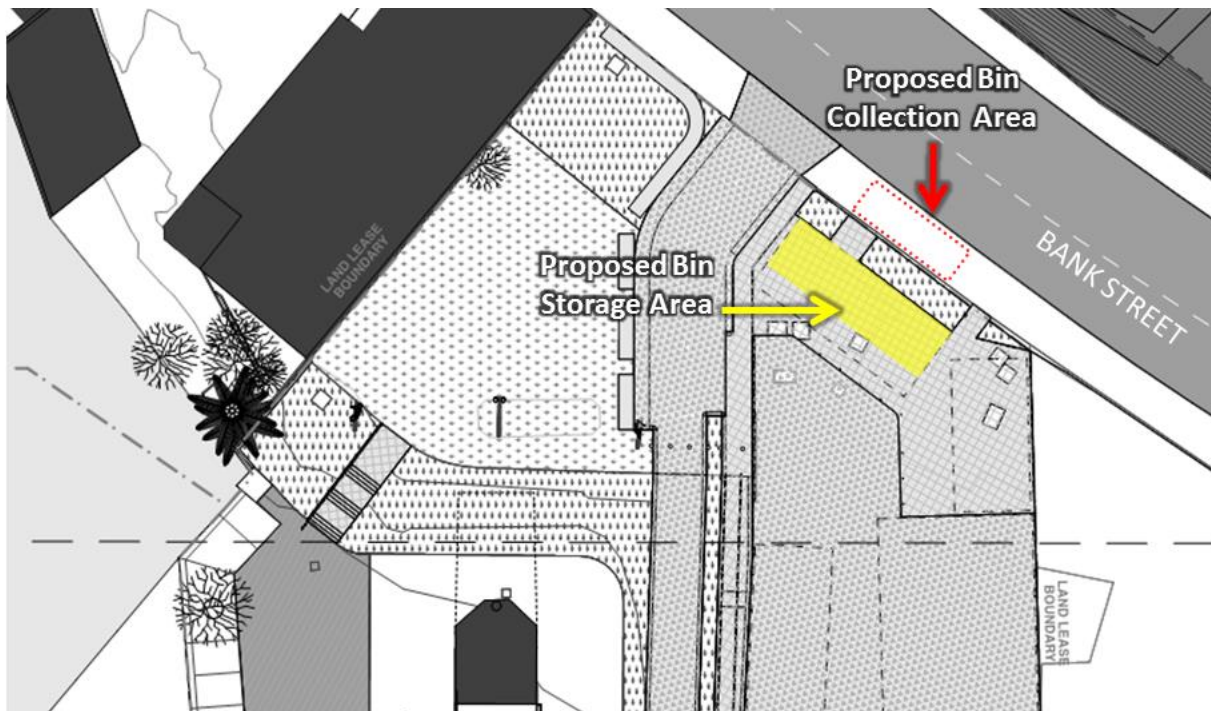 Proposed Bin
Collection Area
LAND LEASE
BOUNDARY
Proposed Bin
Storage Area
BANK STREET
LAND LEASE
BOUNDARY